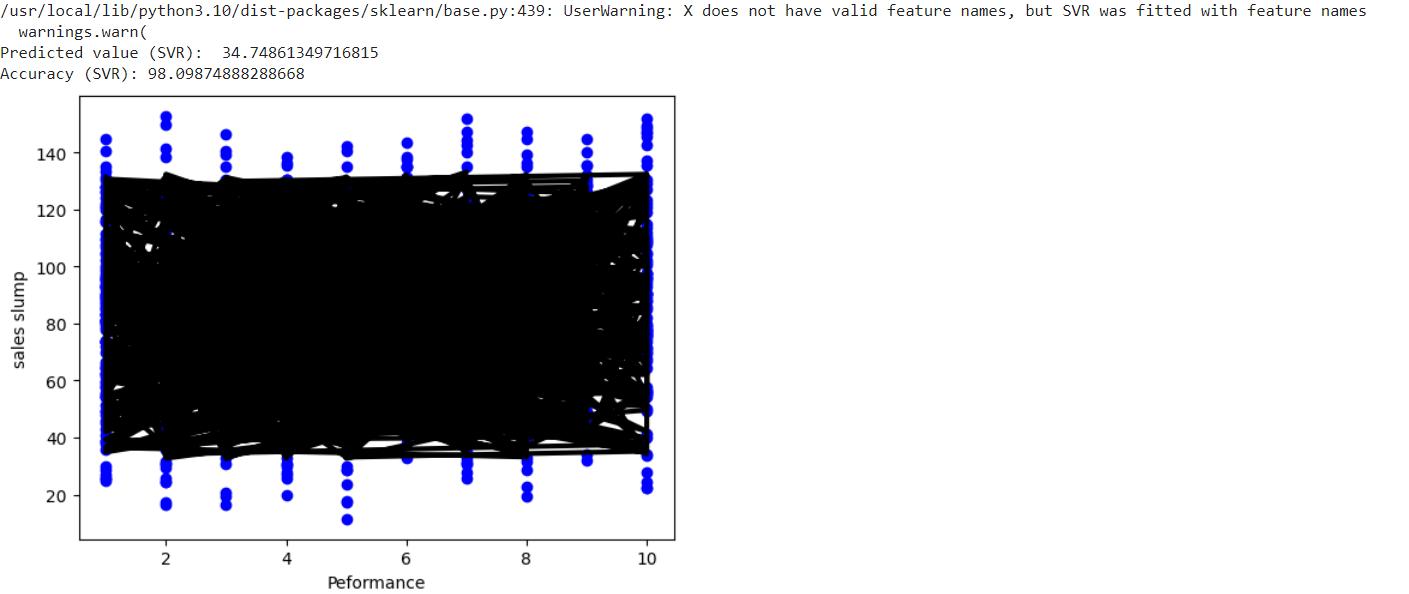 /usr/local/lib/python3.10/dist-packages/sklearn/base.py:439: UserWarning: X does not have valid feature names, but SVR was fitted with feature names
  warnings.warn(
Predicted value (SVR):  34.74861349716815
Accuracy (SVR): 98.09874888288668
140
120
100
80
60
40
20
sales slump
2 4 6 8 10
Peformance